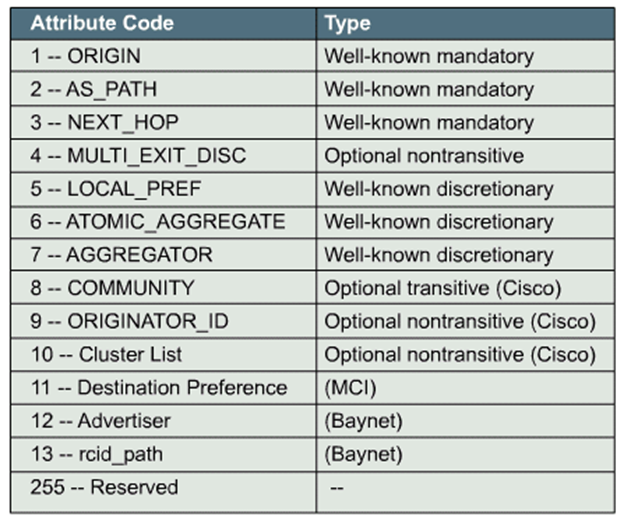 Attribute Code Type
1 -- ORIGIN Well-known mandatory
2 -- AS_PATH Well-known mandatory
3 -- NEXT_HOP Well-known mandatory
4 -- MULTI_EXIT_DISC Optional nontransitive
5 -- LOCAL_PREF Well-known discretionary
6 -- ATOMIC_AGGREGATE Well-known discretionary
7 -- AGGREGATOR Well-known discretionary
8 -- COMMUNITY Optional transitive (Cisco)
9 -- ORIGINATOR_ID Optional nontransitive (Cisco)
10 -- Cluster List Optional nontransitive (Cisco)
11 -- Destination Preference (MCI)
12 -- Advertiser (Baynet)
13 -- rcid_path (Baynet)
255 -- Reserved --